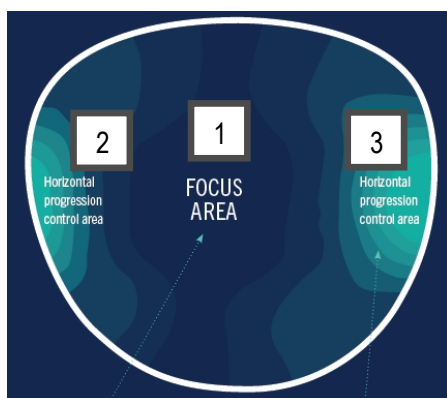 1
2
3
FOCUS
AREA
Horizontal
progression
control area
Horizontal
progression
control area